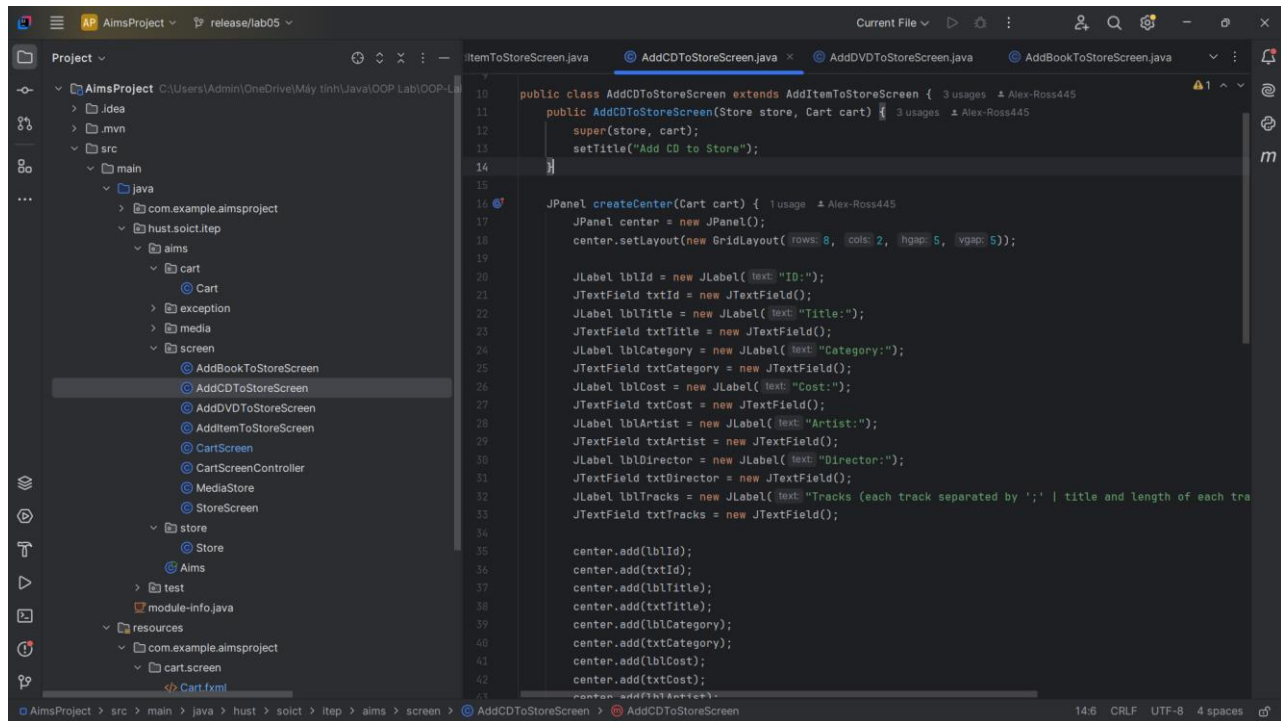 AP AimsProject release/lab05 Current File
Project
AimsProject C:\Users\Admin\OneDrive\Máy tính\Java\OOP Lab\OOP-La
.idea
.mvn
src
main
java
com.example.aimsproject
hust.soict.itep
aims
cart
Cart
exception
media
screen
AddBookToStoreScreen
AddCDToStoreScreen
AddDVDToStoreScreen
AddItemToStoreScreen
CartScreen
CartScreenController
MediaStore
StoreScreen
store
Store
Aims
test
module-info.java
resources
com.example.aimsproject
cart.screen
Cart.fxml
ItemToStoreScreen.java AddCDToStoreScreen.java AddDVDToStoreScreen.java AddBookToStoreScreen.java
1
9
10 public class AddCDToStoreScreen extends AddItemToStoreScreen { 3 usages Alex-Ross445
11 public AddCDToStoreScreen(Store store, Cart cart) { 3 usages Alex-Ross445
12 super(store, cart);
13 setTitle("Add CD to Store");
14 }
15
16 JPanel createCenter(Cart cart) { 1 usage Alex-Ross445
17 JPanel center = new JPanel();
18 center.setLayout(new GridLayout( rows: 8, cols: 2, hgap: 5, vgap: 5));
19
20 JLabel lblId = new JLabel( text: "ID:");
21 JTextField txtId = new JTextField();
22 JLabel lblTitle = new JLabel( text: "Title:");
23 JTextField txtTitle = new JTextField();
24 JLabel lblCategory = new JLabel( text: "Category:");
25 JTextField txtCategory = new JTextField();
26 JLabel lblCost = new JLabel( text: "Cost:");
27 JTextField txtCost = new JTextField();
28 JLabel lblArtist = new JLabel( text: "Artist:");
29 JTextField txtArtist = new JTextField();
30 JLabel lblDirector = new JLabel( text: "Director:");
31 JTextField txtDirector = new JTextField();
32 JLabel lblTracks = new JLabel( text: "Tracks (each track separated by ';' | title and length of each tra
33 JTextField txtTracks = new JTextField();
34
35 center.add(lblId);
36 center.add(txtId);
37 center.add(lblTitle);
38 center.add(txtTitle);
39 center.add(lblCategory);
40 center.add(txtCategory);
41 center.add(lblCost);
42 center.add(txtCost);
43 center.add(lblArtist);
m
AimsProject > src > main > java > hust > soict > itep > aims > screen > AddCDToStoreScreen > AddCDToStoreScreen 14:6 CRLF UTF-8 4 spaces